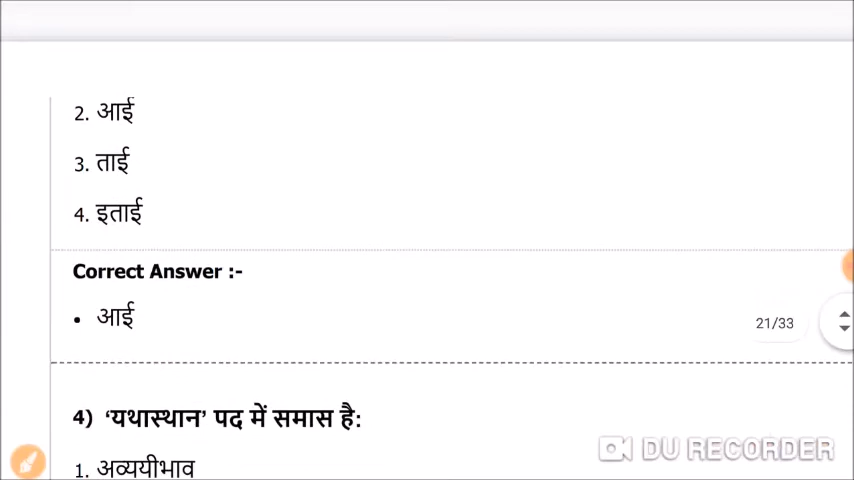 2. आई
3. ताई
4. इताई
Correct Answer :-
• आई
21/33
4) ‘यथास्थान’ पद में समास है:
1. अव्ययीभाव
DU RECORDER